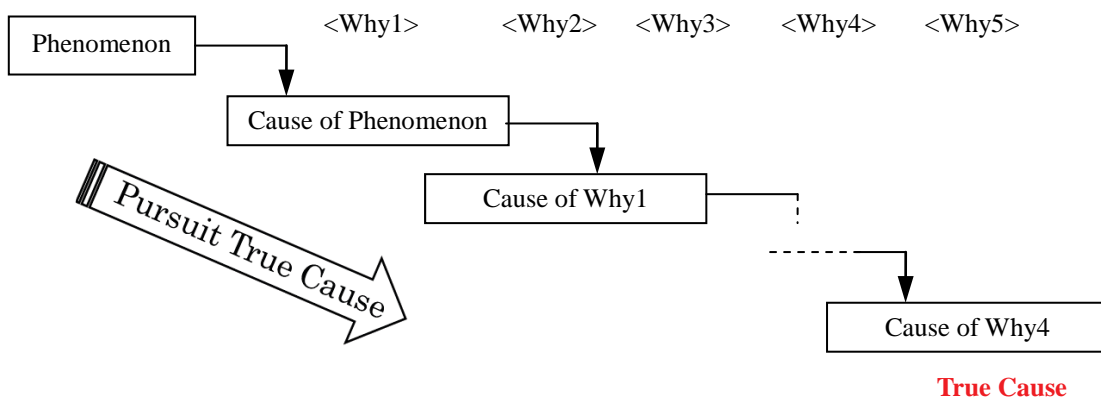 <Why1> <Why2> <Why3> <Why4> <Why5>
Phenomenon
Cause of Phenomenon
Cause of Why1
Pursuit True Cause
Cause of Why4
True Cause